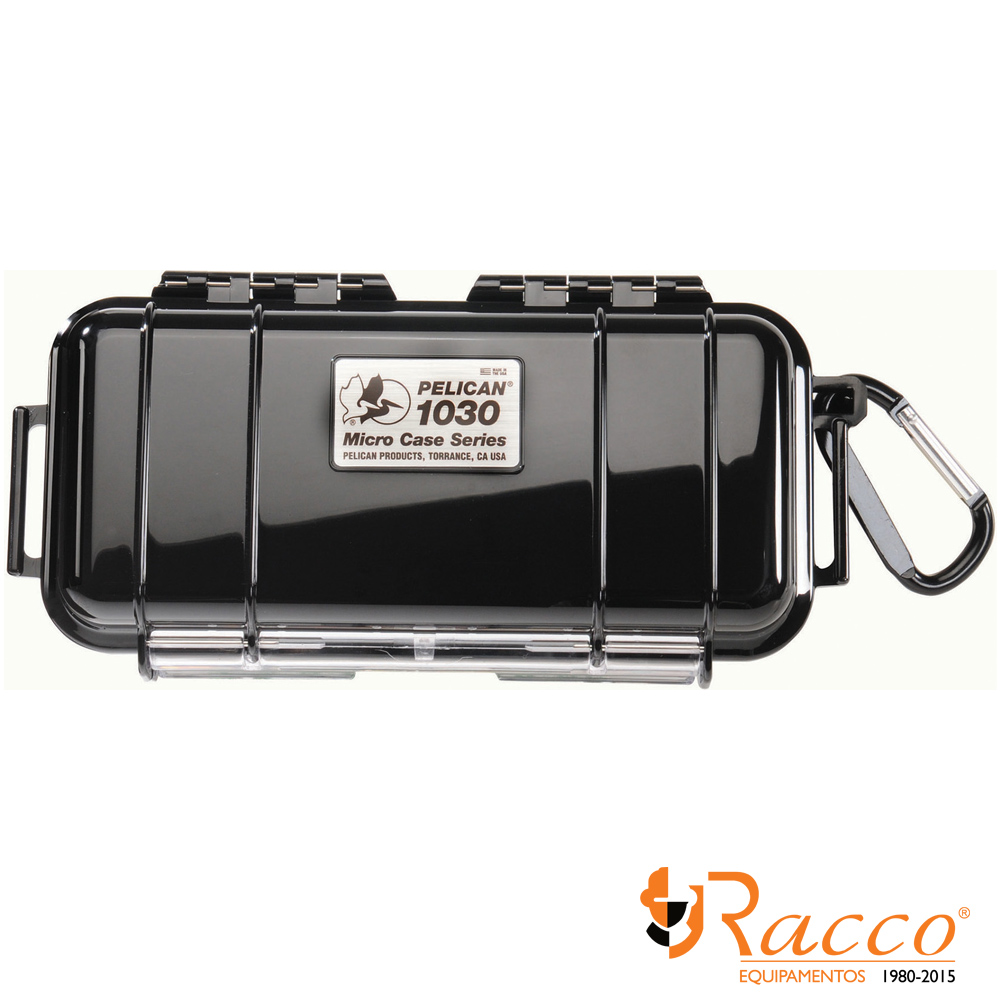 MADE IN
THE USA
PELICAN®
1030
®
Micro Case Series
PELICAN PRODUCTS, TORRANCE, CA USA
Racco®
EQUIPAMENTOS 1980-2015